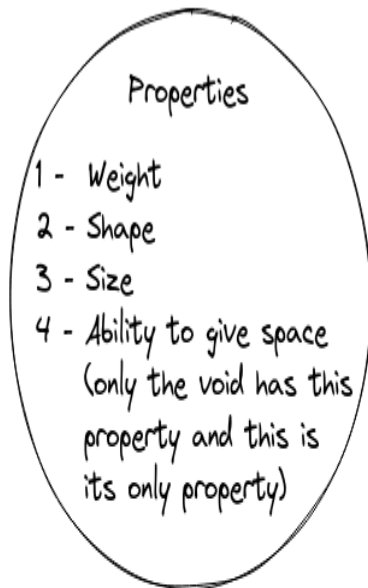 Properties
1 - Weight
2 - Shape
3 - Size
4 - Ability to give space
(only the void has this
property and this is
its only property)